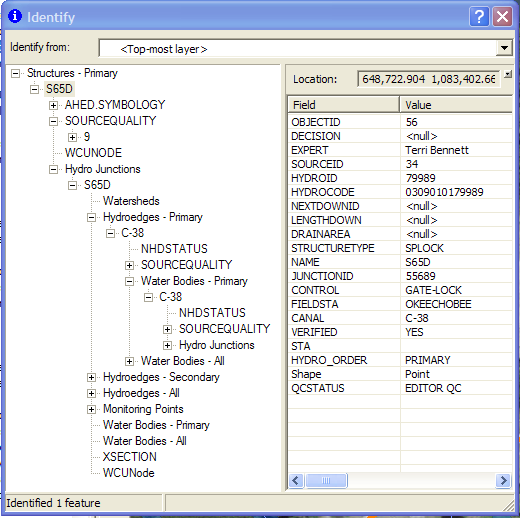 Identify
Identify from: <Top-most layer>
Structures - Primary
S65D
AHED.SYMBOLOGY
SOURCEQUALITY
9
WCUNODE
Hydro Junctions
S65D
Watersheds
Hydroedges - Primary
C-38
NHDSTATUS
SOURCEQUALITY
Water Bodies - Primary
C-38
NHDSTATUS
SOURCEQUALITY
Hydro Junctions
Water Bodies - All
Hydroedges - Secondary
Hydroedges - All
Monitoring Points
Water Bodies - Primary
Water Bodies - All
XSECTION
WCUNode
Location: 648,722.904 1,083,402.66
Field Value
OBJECTID 56
DECISION <null>
EXPERT Terri Bennett
SOURCEID 34
HYDROID 79989
HYDROCODE 0309010179989
NEXTDOWNID <null>
LENGTHDOWN <null>
DRAINAREA <null>
STRUCTURETYPE SPLOCK
NAME S65D
JUNCTIONID 55689
CONTROL GATE-LOCK
FIELDSTA OKEECHOBEE
CANAL C-38
VERIFIED YES
STA
HYDRO_ORDER PRIMARY
Shape Point
QCSTATUS EDITOR QC
Identified 1 feature